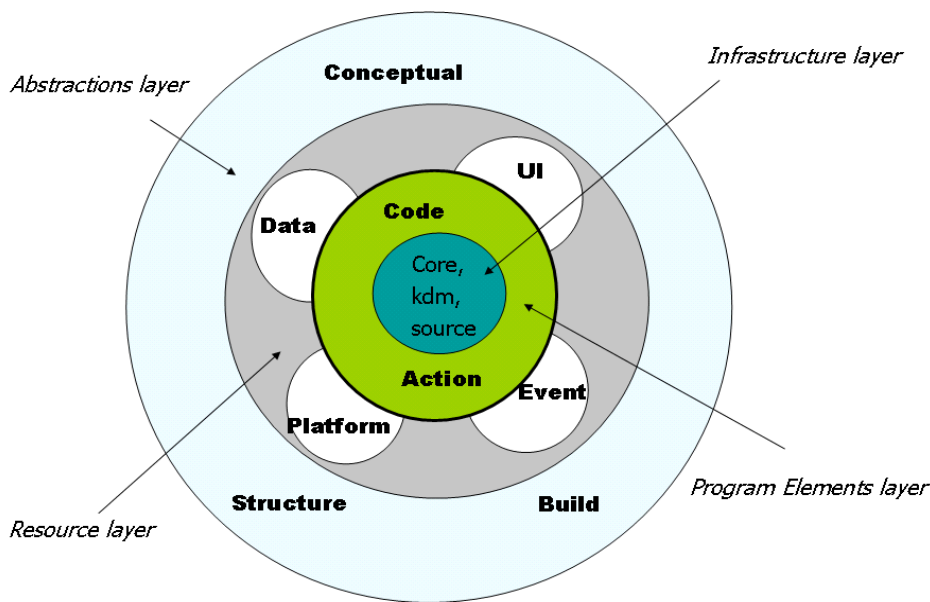 Infrastructure layer
Conceptual
Abstractions layer
UI
Data
Code
Core,
kdm,
source
Action
Event
Platform
Program Elements layer
Structure
Build
Resource layer